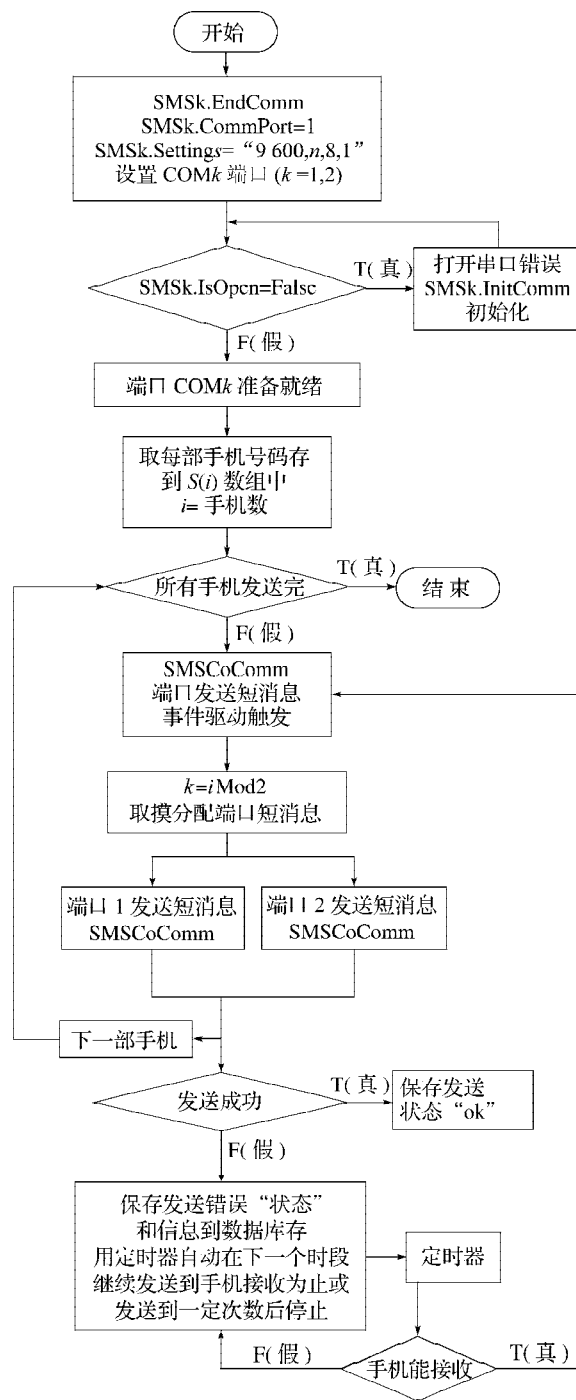 开始
SMSk.EndComm
SMSk.CommPort=1
SMSk.Settings= “9 600,n,8,1”
设置 COMk 端口 (k =1,2)
SMSk.IsOpen=False
T( 真 )
打开串口错误
SMSk.InitComm
初始化
F( 假 )
端口 COMk 准备就绪
取每部手机号码存
到 S(i) 数组中
i= 手机数
所有手机发送完
T( 真 )
结 束
F( 假 )
SMSCoComm
端口发送短消息
事件驱动触发
k=iMod2
取摸分配端口短消息
端口 1 发送短消息
SMSCoComm
端口 2 发送短消息
SMSCoComm
下一部手机
发送成功
T( 真 )
保存发送
状态“ok”
F( 假 )
保存发送错误“状态”
和信息到数据库存
用定时器自动在下一个时段
继续发送到手机接收为止或
发送到一定次数后停止
定时器
F( 假 )
手机能接收
T( 真 )